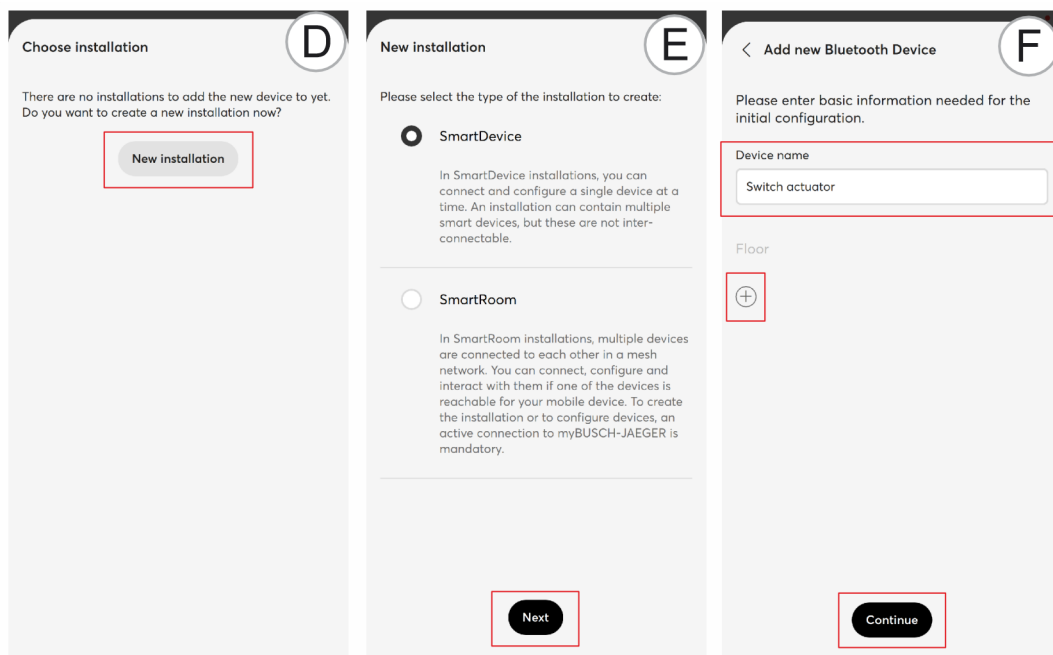 Choose installation
D
There are no installations to add the new device to yet.
Do you want to create a new installation now?
New installation
New installation
E
Please select the type of the installation to create:
SmartDevice
In SmartDevice installations, you can
connect and configure a single device at a
time. An installation can contain multiple
smart devices, but these are not inter-
connectable.
SmartRoom
In SmartRoom installations, multiple devices
are connected to each other in a mesh
network. You can connect, configure and
interact with them if one of the devices is
reachable for your mobile device. To create
the installation or to configure devices, an
active connection to myBUSCH-JAEGER is
mandatory.
Next
Add new Bluetooth Device
F
Please enter basic information needed for the
initial configuration.
Device name
Switch actuator
Floor
Continue